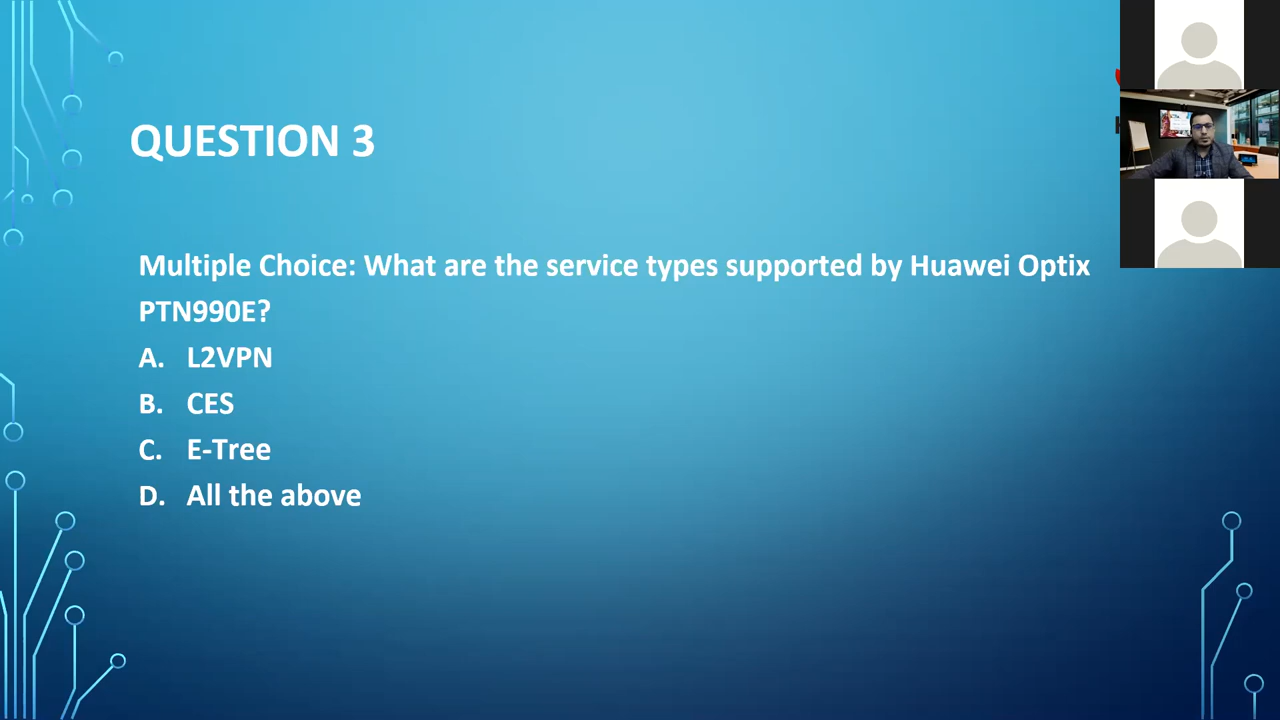 QUESTION 3
Multiple Choice: What are the service types supported by Huawei Optix
PTN990E?
A. L2VPN
B. CES
C. E-Tree
D. All the above